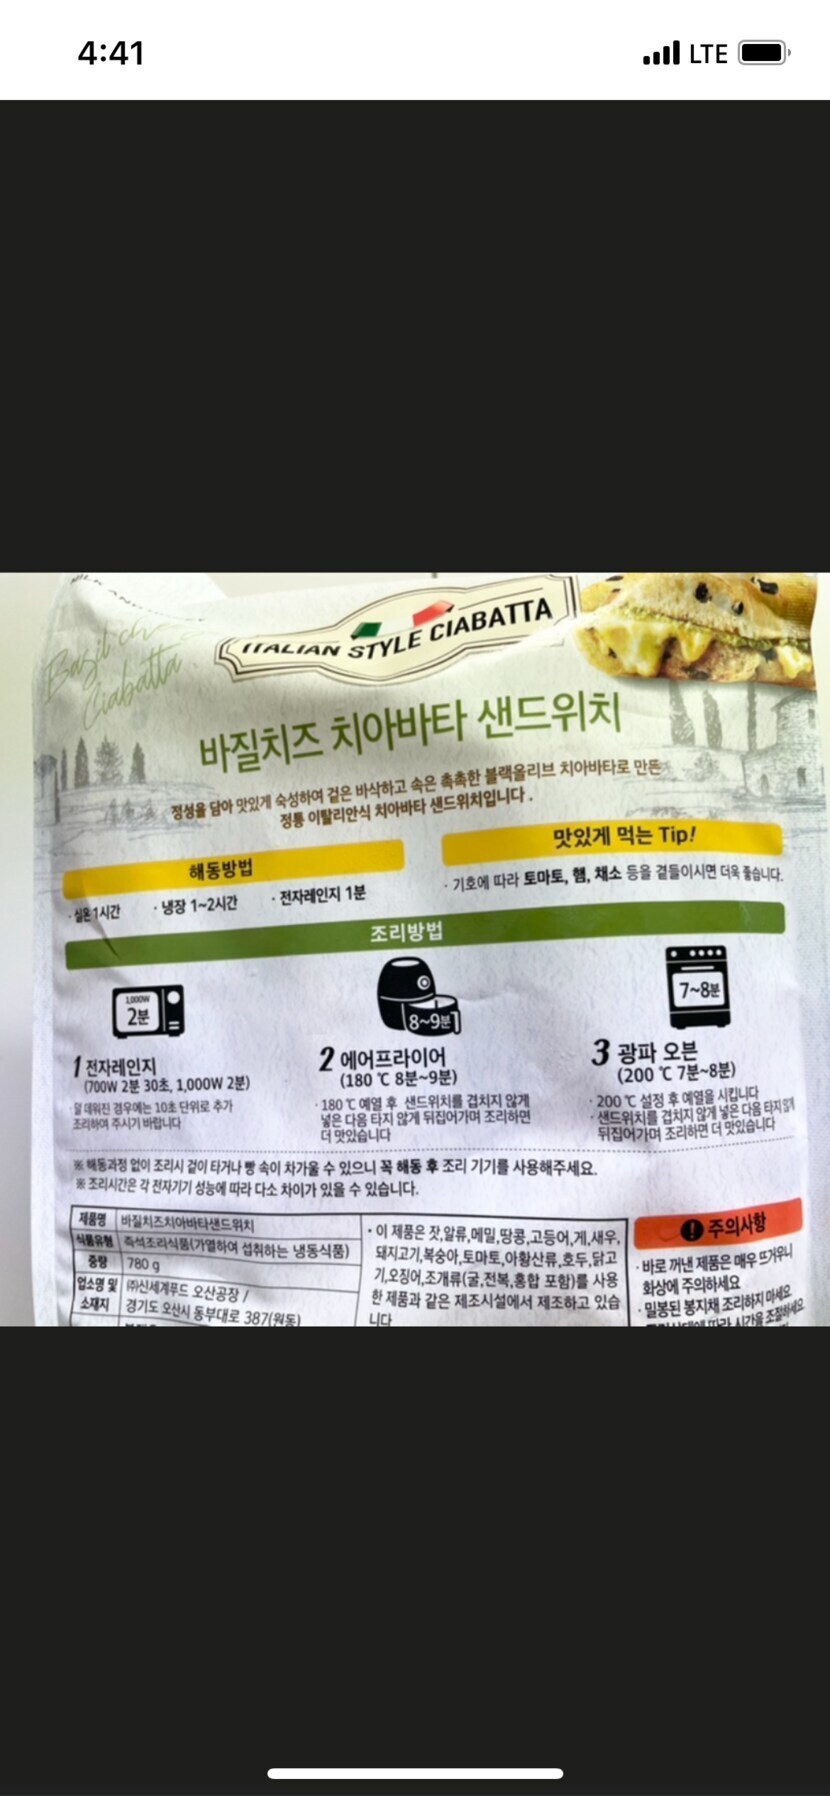 4:41
LTE
Basil ch
Ciabatta
ITALIAN STYLE CIABATTA
바질치즈 치아바타 샌드위치
정성을 담아 맛있게 숙성하여 겉은 바삭하고 속은 촉촉한 블랙올리브 치아바타로 만든
정통 이탈리안식 치아바타 샌드위치입니다.
해동방법
· 실온 1시간 · 냉장 1~2시간 · 전자레인지 1분
맛있게 먹는 Tip!
· 기호에 따라 토마토, 햄, 채소 등을 곁들이시면 더욱 좋습니다.
조리방법
1,000W
2분
1 전자레인지
(700W 2분 30초, 1,000W 2분)
· 덜 데워진 경우에는 10초 단위로 추가
조리하여 주시기 바랍니다
8~9분
2 에어프라이어
(180 ℃ 8분~9분)
· 180 ℃ 예열 후 샌드위치를 겹치지 않게
넣은 다음 타지 않게 뒤집어가며 조리하면
더 맛있습니다
7~8분
3 광파 오븐
(200 ℃ 7분~8분)
· 200 ℃ 설정 후 예열을 시킵니다
· 샌드위치를 겹치지 않게 넣은 다음 타지 않게
뒤집어가며 조리하면 더 맛있습니다
※ 해동과정 없이 조리시 겉이 타거나 빵 속이 차가울 수 있으니 꼭 해동 후 조리 기기를 사용해주세요.
※ 조리시간은 각 전자기기 성능에 따라 다소 차이가 있을 수 있습니다.
제품명 바질치즈치아바타샌드위치
식품유형 즉석조리식품(가열하여 섭취하는 냉동식품)
중량 780 g
업소명 및 ㈜신세계푸드 오산공장 /
소재지 경기도 오산시 동부대로 387(원동)
· 이 제품은 잣,알류,메밀,땅콩,고등어,게,새우,
돼지고기,복숭아,토마토,아황산류,호두,닭고
기,오징어,조개류(굴,전복,홍합 포함)를 사용
한 제품과 같은 제조시설에서 제조하고 있습
니다
주의사항
· 바로 꺼낸 제품은 매우 뜨거우니
화상에 주의하세요
· 밀봉된 봉지채 조리하지 마세요
따라 시간을 조절하세요